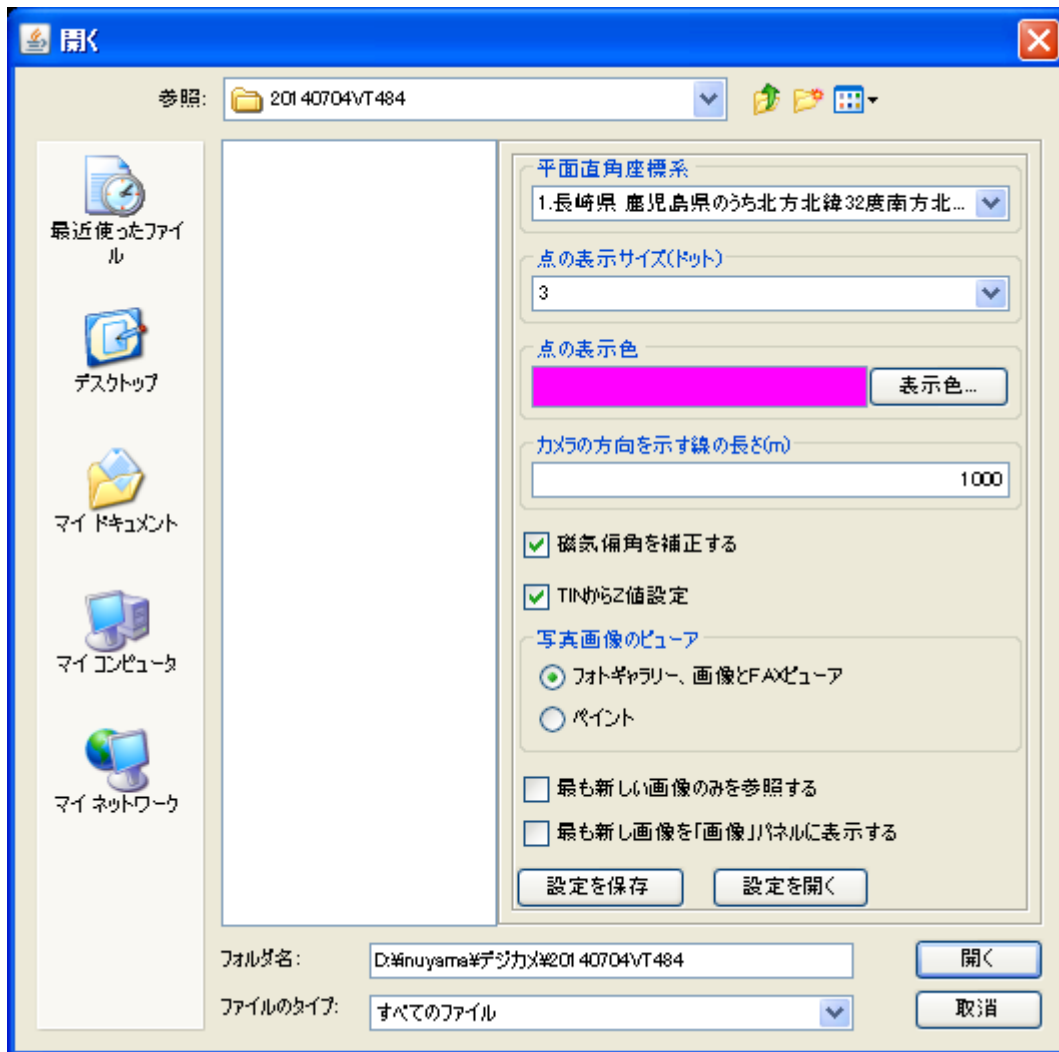 開く
参照:
20140704VT484
最近使ったファイ
ル
デスクトップ
マイ ドキュメント
マイ コンピュータ
マイ ネットワーク
平面直角座標系
1.長崎県 鹿児島県のうち北方北緯32度南方北...
点の表示サイズ(ドット)
3
点の表示色
表示色...
カメラの方向を示す線の長さ(m)
1000
磁気偏角を補正する
TINからZ値設定
写真画像のビューア
フォトギャラリー、画像とFAXビューア
ペイント
最も新しい画像のみを参照する
最も新し画像を「画像」パネルに表示する
設定を保存
設定を開く
フォルダ名:
D:¥inuyama¥デジカメ¥20140704VT484
開く
ファイルのタイプ:
すべてのファイル
取消